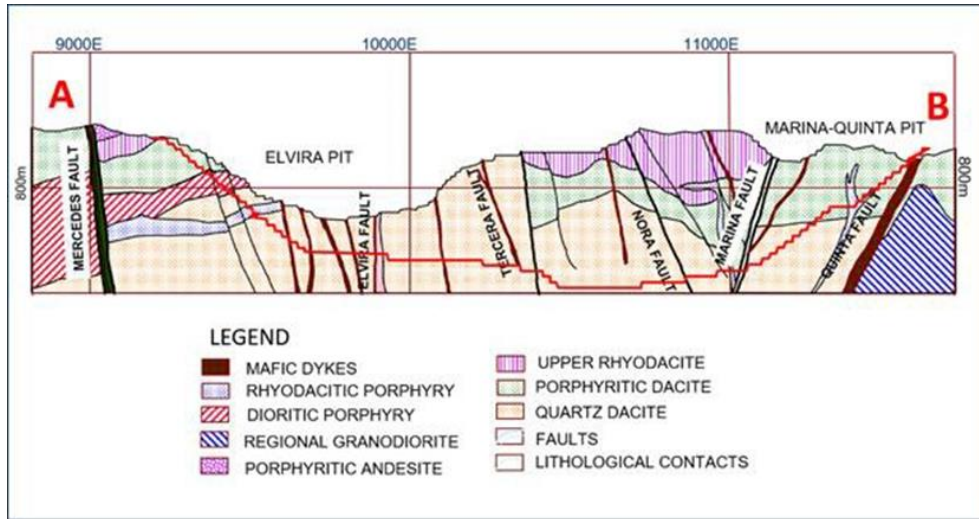 9000E
10000E
11000E
A
B
ELVIRA PIT
MARINA-QUINTA PIT
800m
800m
MERCEDES FAULT
ELVIRA FAULT
TERCERA FAULT
NORA FAULT
MARINA FAULT
QUINTA FAULT
LEGEND
MAFIC DYKES
RHYODACITIC PORPHYRY
DIORITIC PORPHYRY
REGIONAL GRANODIORITE
PORPHYRITIC ANDESITE
UPPER RHYODACITE
PORPHYRITIC DACITE
QUARTZ DACITE
FAULTS
LITHOLOGICAL CONTACTS